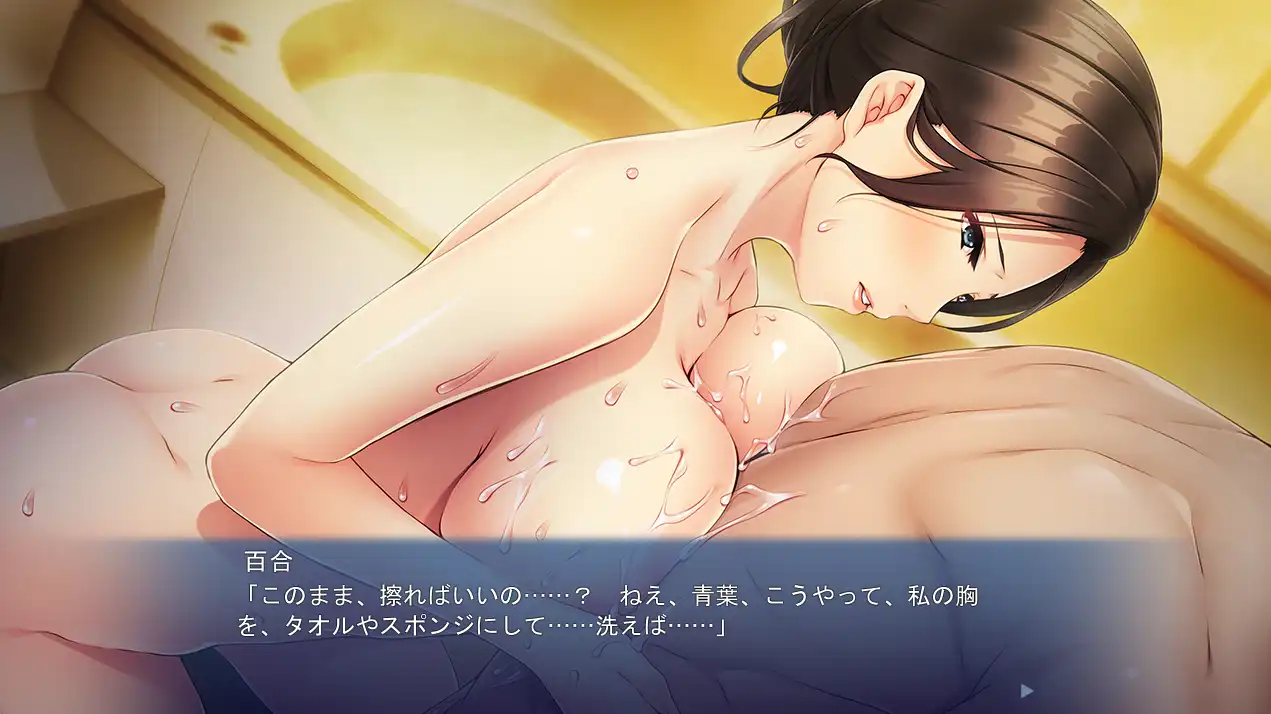 百合
「このまま、擦ればいいの……？　ねえ、青葉、こうやって、私の胸
を、タオルやスポンジにして……洗えば……」